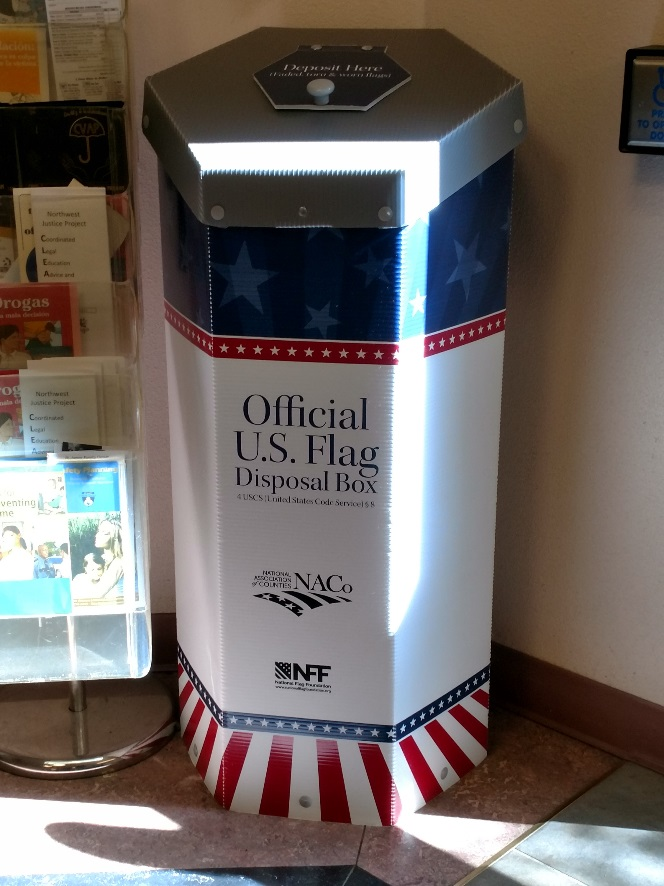 Deposit Here
(Faded, torn & worn flags)
Official
U.S. Flag
Disposal Box
4 USCS (United States Code Service) § 8
NATIONAL
ASSOCIATION
of COUNTIES
NACo
NFF
National Flag Foundation
Northwest
Justice Project
Coordinated
Legal
Education
Advice and
Drogas
Northwest
Justice Project
Coordinated
Legal
Education